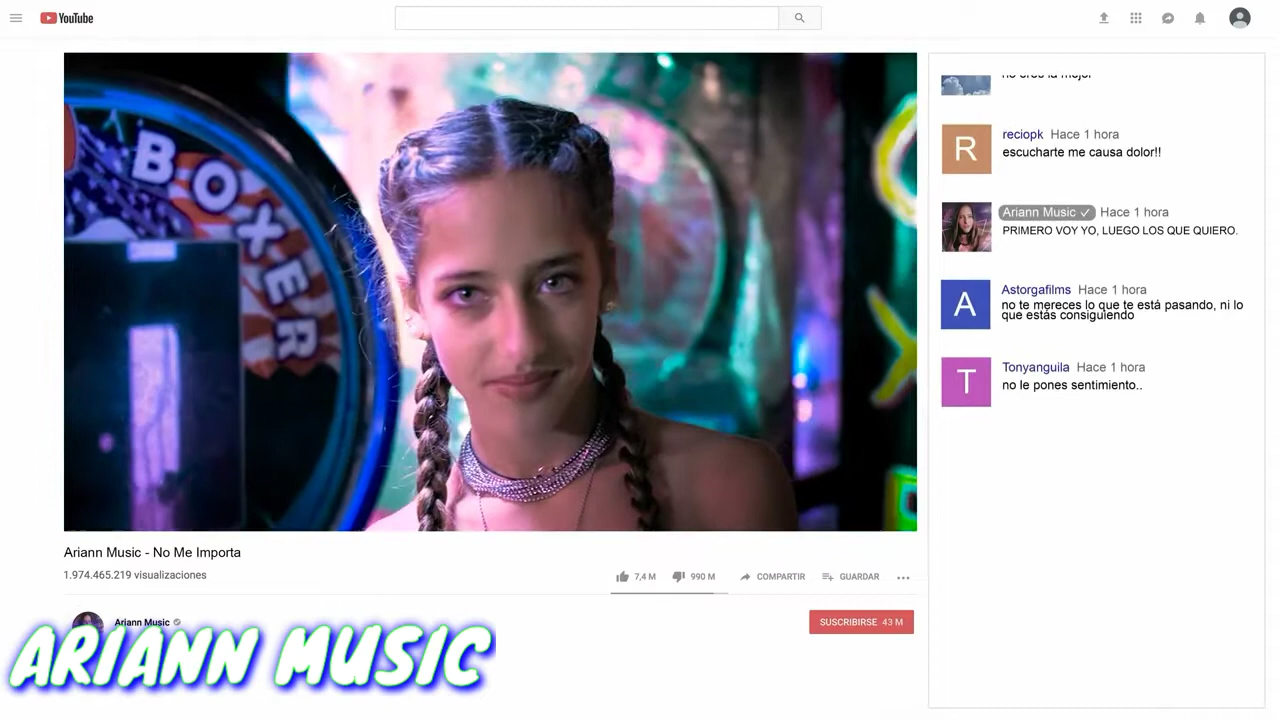 YouTube
BOXER
no eres la mejor
R
reciopk Hace 1 hora
escucharte me causa dolor!!
Ariann Music Hace 1 hora
PRIMERO VOY YO, LUEGO LOS QUE QUIERO.
A
Astorgafilms Hace 1 hora
no te mereces lo que te está pasando, ni lo
que estás consiguiendo
T
Tonyanguila Hace 1 hora
no le pones sentimiento..
Ariann Music - No Me Importa
1.974.465.219 visualizaciones
7,4 M 990 M COMPARTIR GUARDAR
Ariann Music
SUSCRIBIRSE 43 M
ARIANN MUSIC